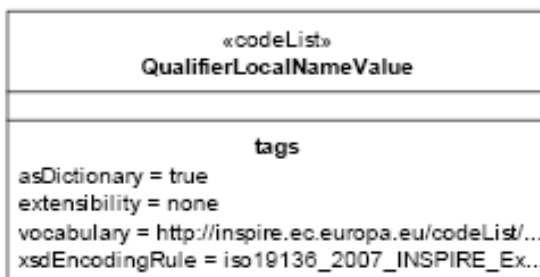 «codeList»
QualifierLocalNameValue
tags
asDictionary = true
extensibility = none
vocabulary = http://inspire.ec.europa.eu/codeList/...
xsdEncodingRule = iso19136_2007_INSPIRE_Ex...